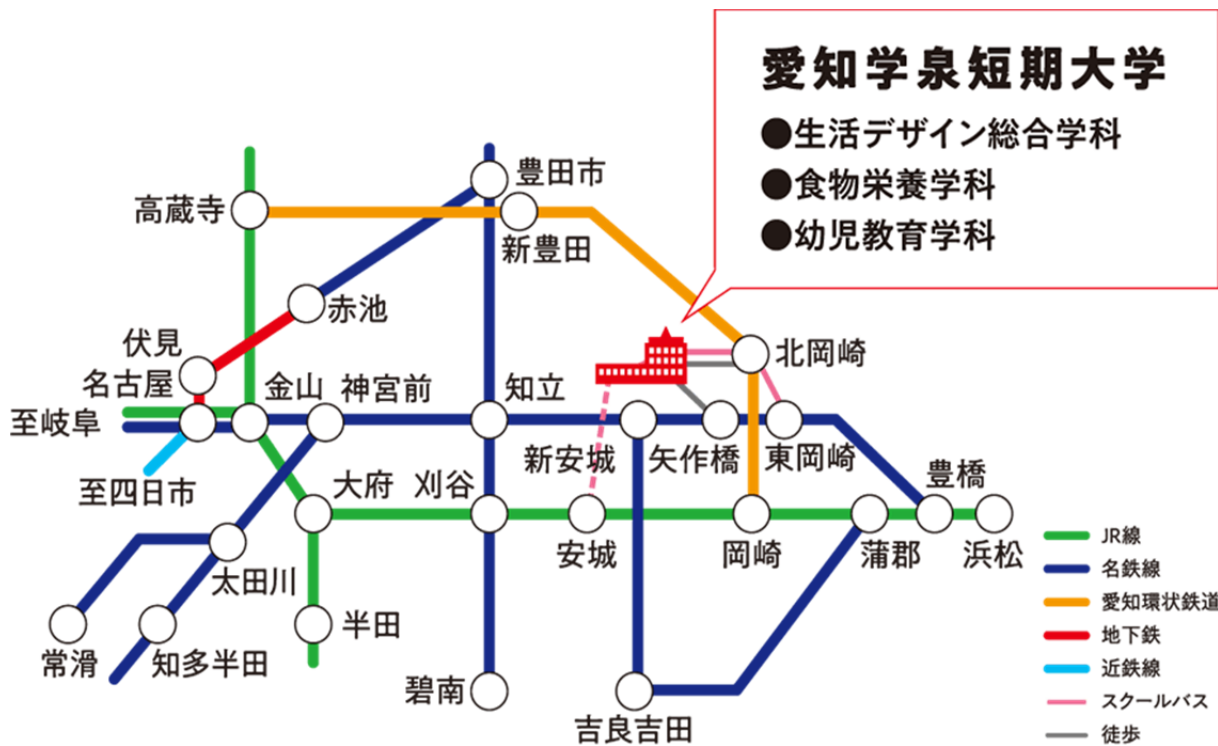 愛知学泉短期大学
●生活デザイン総合学科
●食物栄養学科
●幼児教育学科
豊田市
高蔵寺
新豊田
赤池
伏見
名古屋
金山
神宮前
知立
北岡崎
至岐阜
新安城
矢作橋
東岡崎
至四日市
大府
刈谷
豊橋
安城
岡崎
蒲郡
浜松
太田川
半田
常滑
知多半田
碧南
吉良吉田
JR線
名鉄線
愛知環状鉄道
地下鉄
近鉄線
スクールバス
徒歩